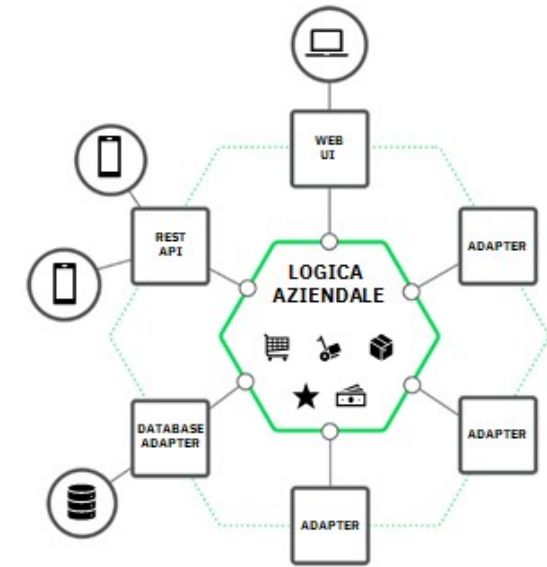 WEB
UI
REST
API
ADAPTER
LOGICA
AZIENDALE
DATABASE
ADAPTER
ADAPTER
ADAPTER